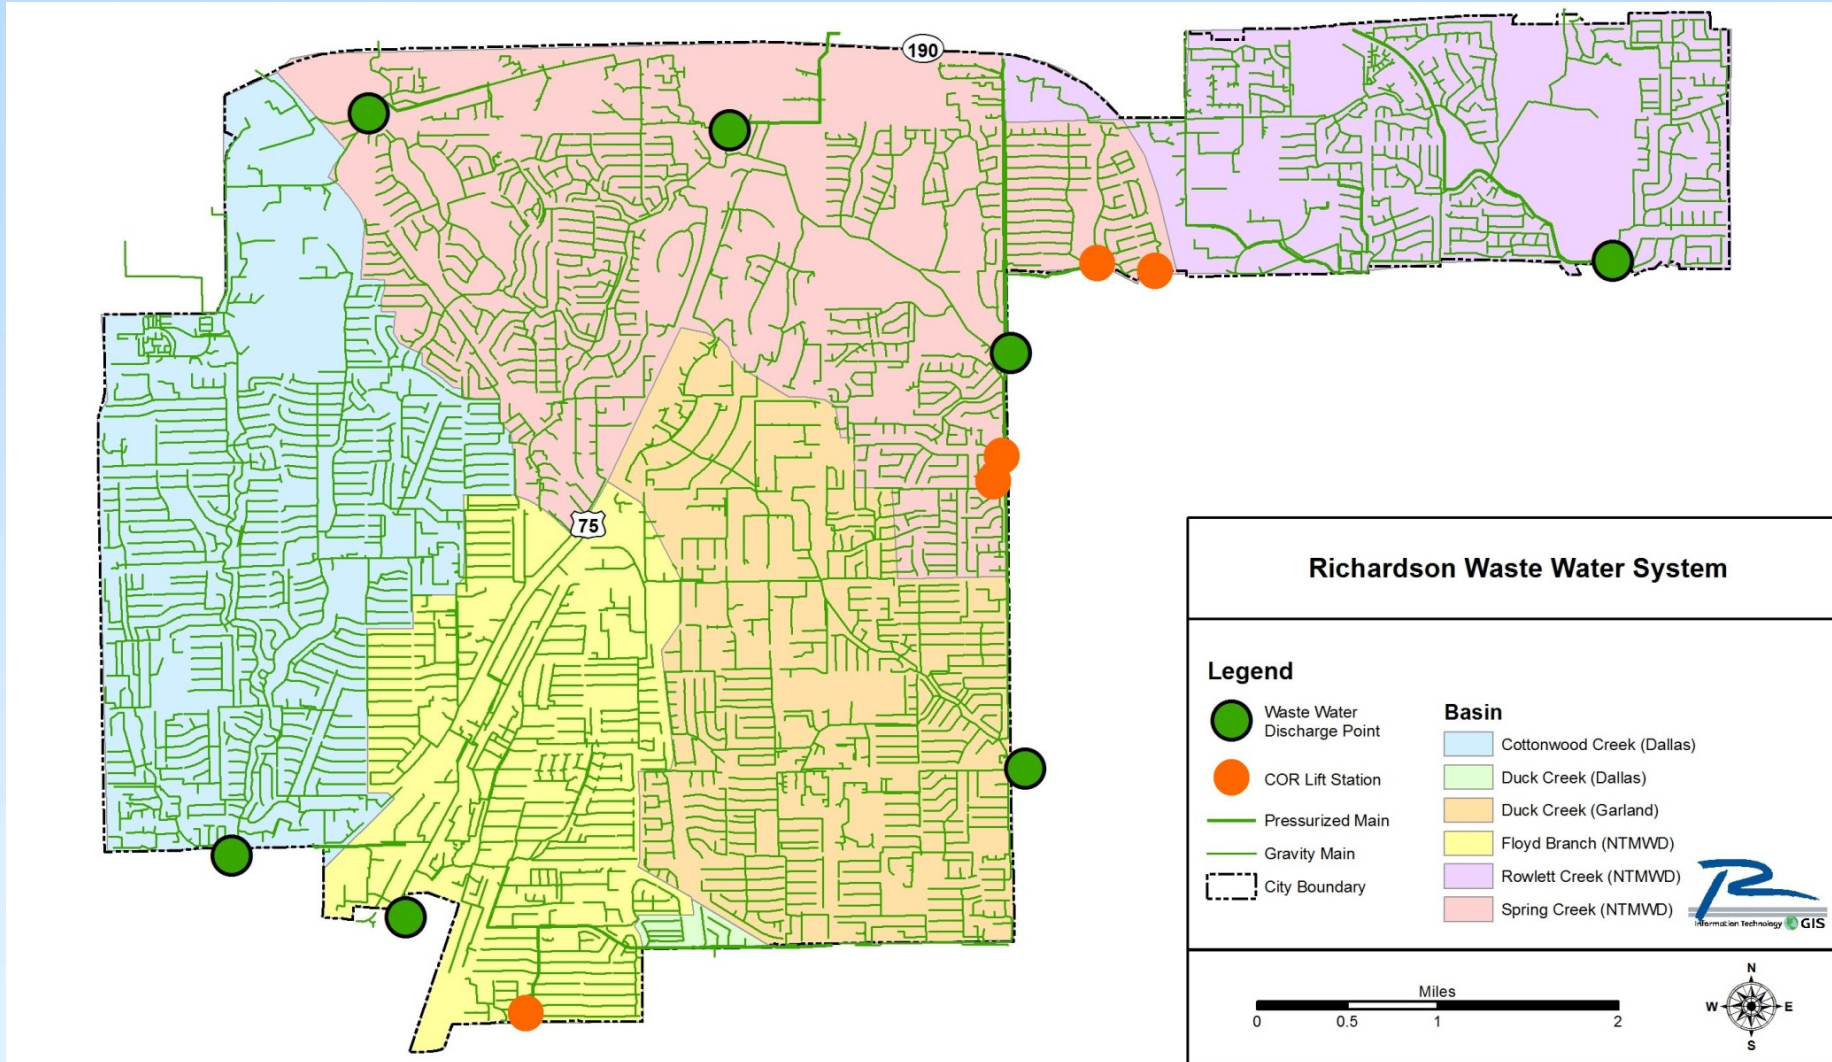 190
75
Richardson Waste Water System
Legend
Waste Water
Discharge Point
COR Lift Station
Pressurized Main
Gravity Main
City Boundary
Basin
Cottonwood Creek (Dallas)
Duck Creek (Dallas)
Duck Creek (Garland)
Floyd Branch (NTMWD)
Rowlett Creek (NTMWD)
Spring Creek (NTMWD)
R
Information Technology GIS
Miles
0 0.5 1 2
N
W E
S